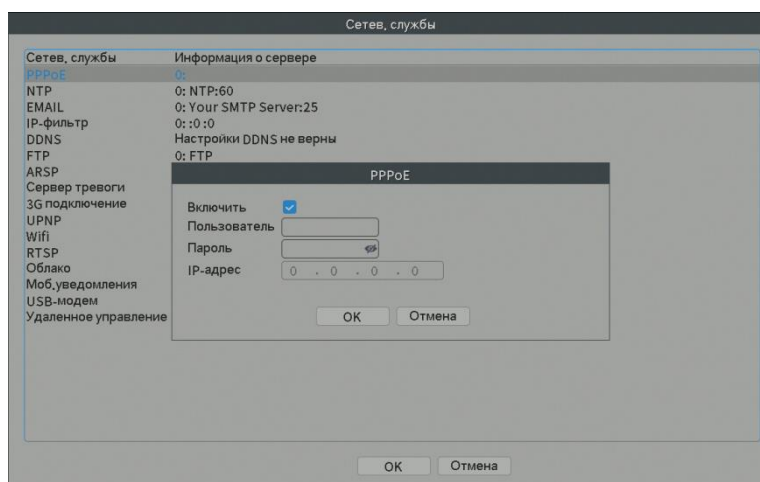 Сетев, службы
Сетев, службы Информация о сервере
PPPoE 0:
NTP 0: NTP:60
EMAIL 0: Your SMTP Server:25
IP-фильтр 0: :0 :0
DDNS Настройки DDNS не верны
FTP 0: FTP
ARSP
PPPoE
Сервер тревоги
3G подключение
Включить
UPNP
Пользователь
Wifi
RTSP
Пароль
Облако
IP-адрес 0 . 0 . 0 . 0
Моб,уведомления
USB-модем
Удаленное управление
OK Отмена
OK Отмена